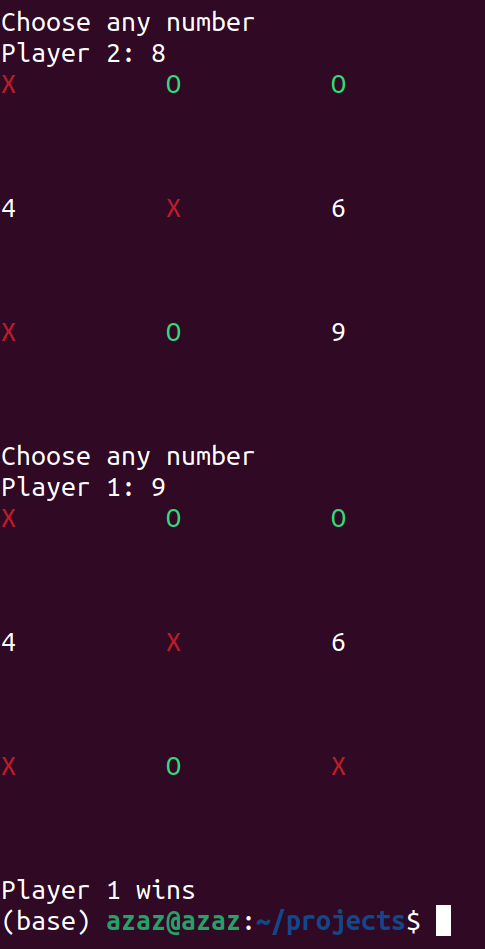 Choose any number
Player 2: 8
X O O
4 X 6
X O 9
Choose any number
Player 1: 9
X O O
4 X 6
X O X
Player 1 wins
(base) azaz@azaz:~/projects$